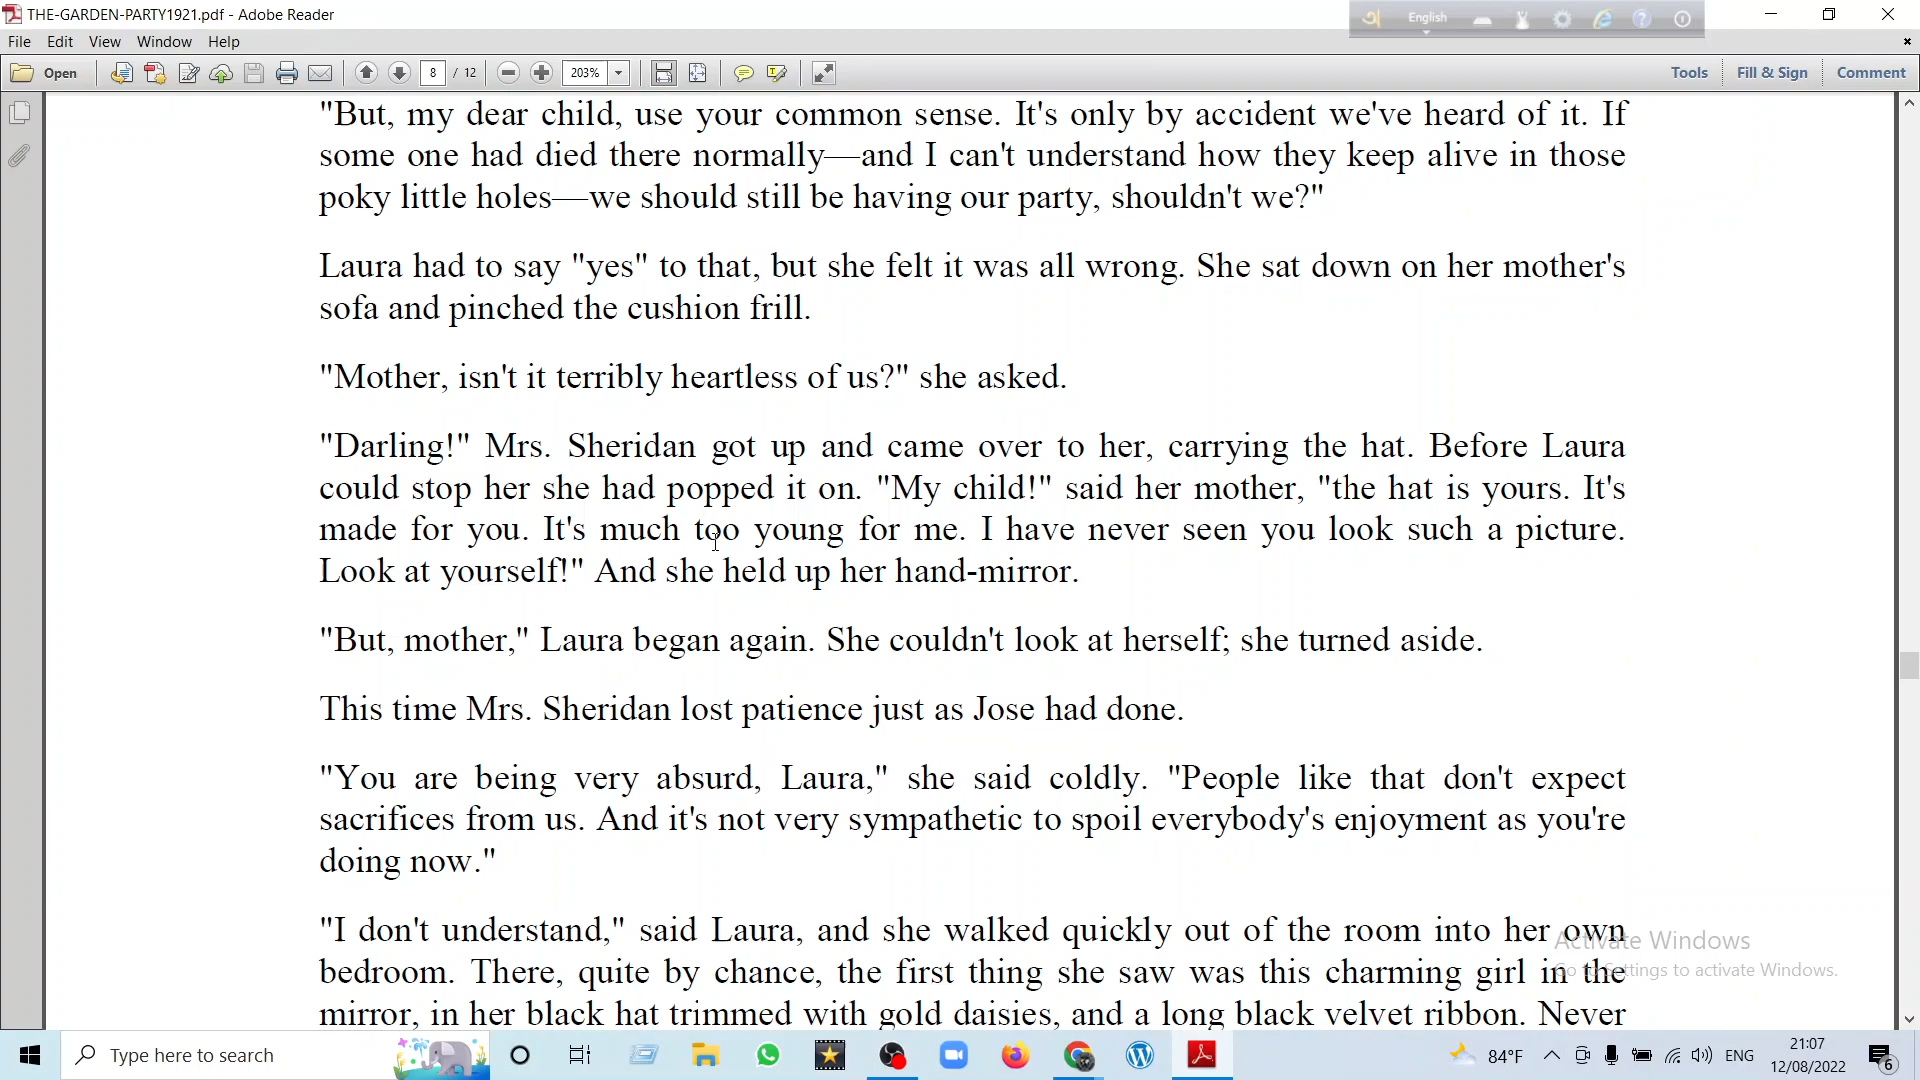 THE-GARDEN-PARTY1921.pdf - Adobe Reader
English
File Edit View Window Help
Open 8 / 12 203% Tools Fill & Sign Comment
"But, my dear child, use your common sense. It's only by accident we've heard of it. If
some one had died there normally—and I can't understand how they keep alive in those
poky little holes—we should still be having our party, shouldn't we?"
Laura had to say "yes" to that, but she felt it was all wrong. She sat down on her mother's
sofa and pinched the cushion frill.
"Mother, isn't it terribly heartless of us?" she asked.
"Darling!" Mrs. Sheridan got up and came over to her, carrying the hat. Before Laura
could stop her she had popped it on. "My child!" said her mother, "the hat is yours. It's
made for you. It's much too young for me. I have never seen you look such a picture.
Look at yourself!" And she held up her hand-mirror.
"But, mother," Laura began again. She couldn't look at herself; she turned aside.
This time Mrs. Sheridan lost patience just as Jose had done.
"You are being very absurd, Laura," she said coldly. "People like that don't expect
sacrifices from us. And it's not very sympathetic to spoil everybody's enjoyment as you're
doing now."
"I don't understand," said Laura, and she walked quickly out of the room into her own
bedroom. There, quite by chance, the first thing she saw was this charming girl in the
mirror, in her black hat trimmed with gold daisies, and a long black velvet ribbon. Never
Activate Windows
Go to Settings to activate Windows.
Type here to search
84°F ENG
21:07
12/08/2022
6